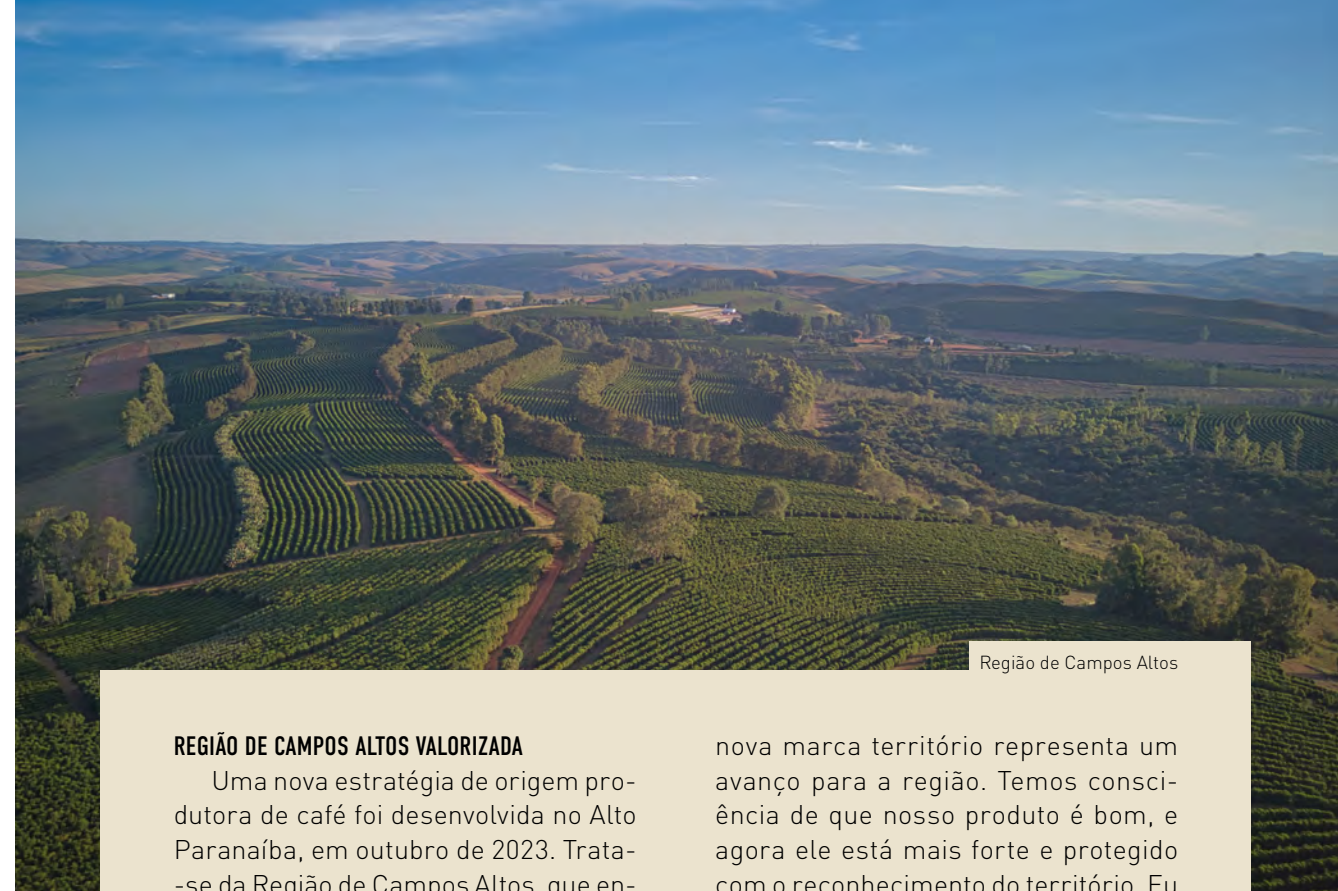 Região de Campos Altos
REGIÃO DE CAMPOS ALTOS VALORIZADA
Uma nova estratégia de origem pro-
dutora de café foi desenvolvida no Alto
Paranaíba, em outubro de 2023. Trata-
-se da Região de Campos Altos, que en-
nova marca território representa um
avanço para a região. Temos consci-
ência de que nosso produto é bom, e
agora ele está mais forte e protegido
com o reconhecimento do território. Eu